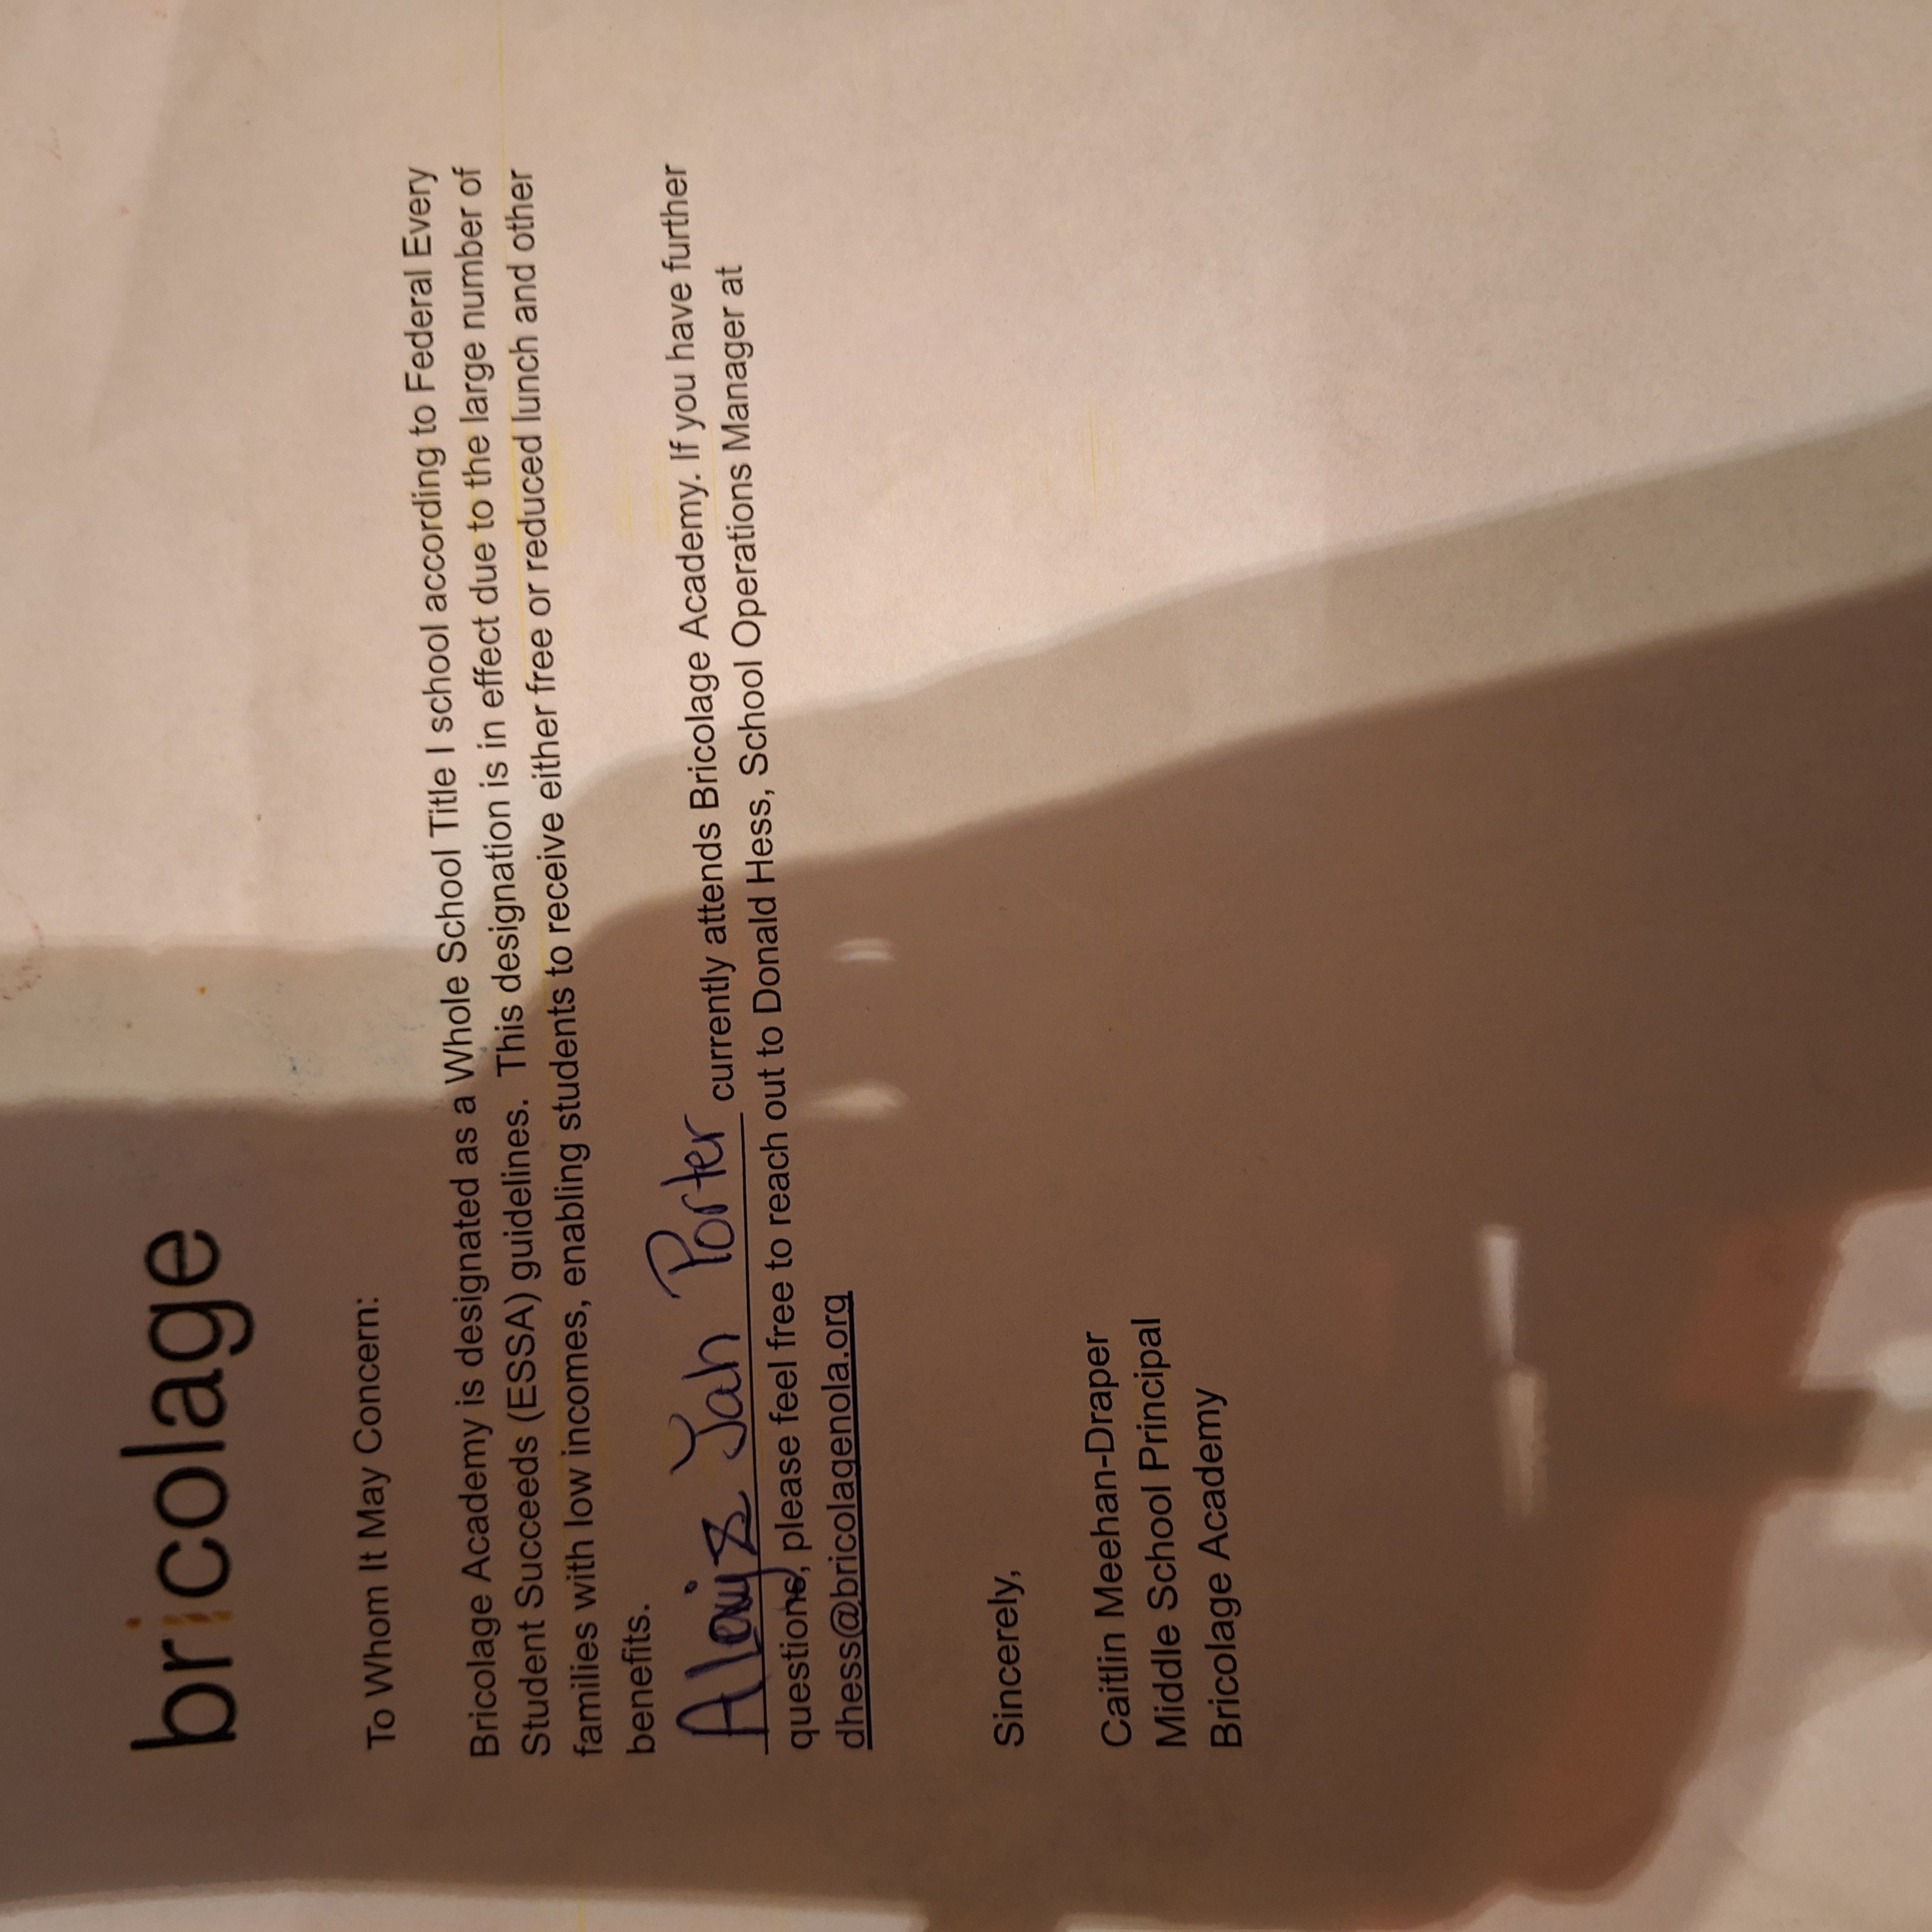 bricolage
To Whom It May Concern:
Bricolage Academy is designated as a Whole School Title I school according to Federal Every
Student Succeeds (ESSA) guidelines. This designation is in effect due to the large number of
families with low incomes, enabling students to receive either free or reduced lunch and other
benefits.
Jah Porter currently attends Bricolage Academy. If you have further
questions, please feel free to reach out to Donald Hess, School Operations Manager at
dhess@bricolagenola.org
Sincerely,
Caitlin Meehan-Draper
Middle School Principal
Bricolage Academy